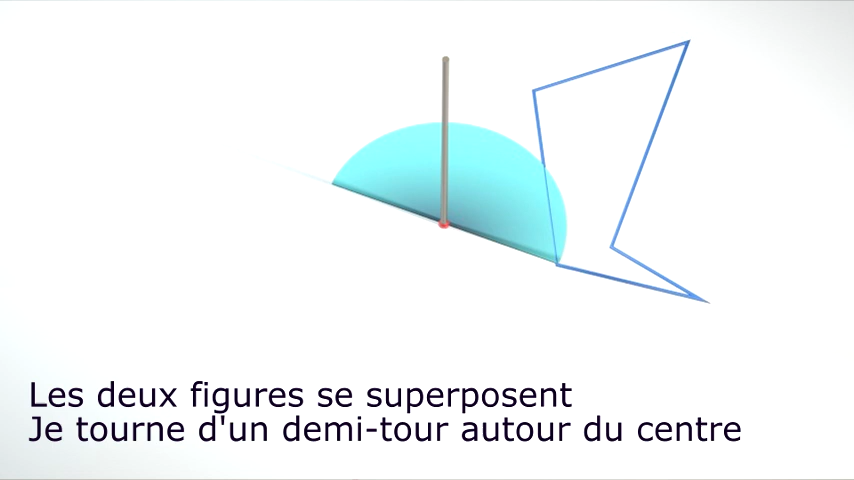 Les deux figures se superposent
Je tourne d'un demi-tour autour du centre